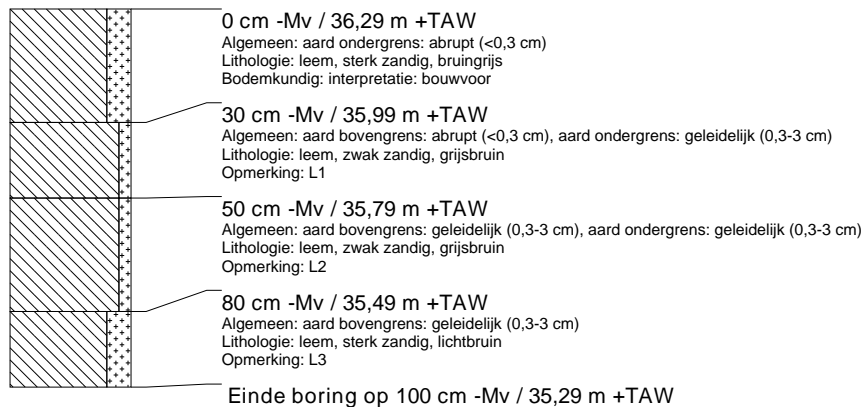 0 cm -Mv / 36,29 m +TAW
Algemeen: aard ondergrens: abrupt (<0,3 cm)
Lithologie: leem, sterk zandig, bruingrijs
Bodemkundig: interpretatie: bouwvoor
30 cm -Mv / 35,99 m +TAW
Algemeen: aard bovengrens: abrupt (<0,3 cm), aard ondergrens: geleidelijk (0,3-3 cm)
Lithologie: leem, zwak zandig, grijsbruin
Opmerking: L1
50 cm -Mv / 35,79 m +TAW
Algemeen: aard bovengrens: geleidelijk (0,3-3 cm), aard ondergrens: geleidelijk (0,3-3 cm)
Lithologie: leem, zwak zandig, grijsbruin
Opmerking: L2
80 cm -Mv / 35,49 m +TAW
Algemeen: aard bovengrens: geleidelijk (0,3-3 cm)
Lithologie: leem, sterk zandig, lichtbruin
Opmerking: L3
Einde boring op 100 cm -Mv / 35,29 m +TAW